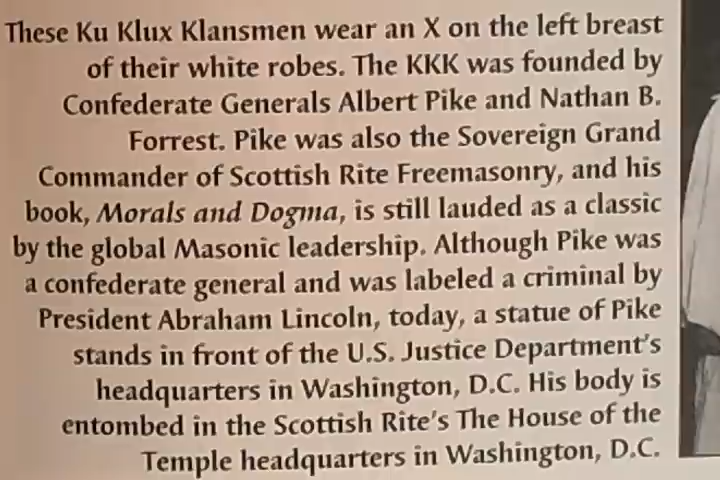 These Ku Klux Klansmen wear an X on the left breast
of their white robes. The KKK was founded by
Confederate Generals Albert Pike and Nathan B.
Forrest. Pike was also the Sovereign Grand
Commander of Scottish Rite Freemasonry, and his
book, Morals and Dogma, is still lauded as a classic
by the global Masonic leadership. Although Pike was
a confederate general and was labeled a criminal by
President Abraham Lincoln, today, a statue of Pike
stands in front of the U.S. Justice Department's
headquarters in Washington, D.C. His body is
entombed in the Scottish Rite's The House of the
Temple headquarters in Washington, D.C.